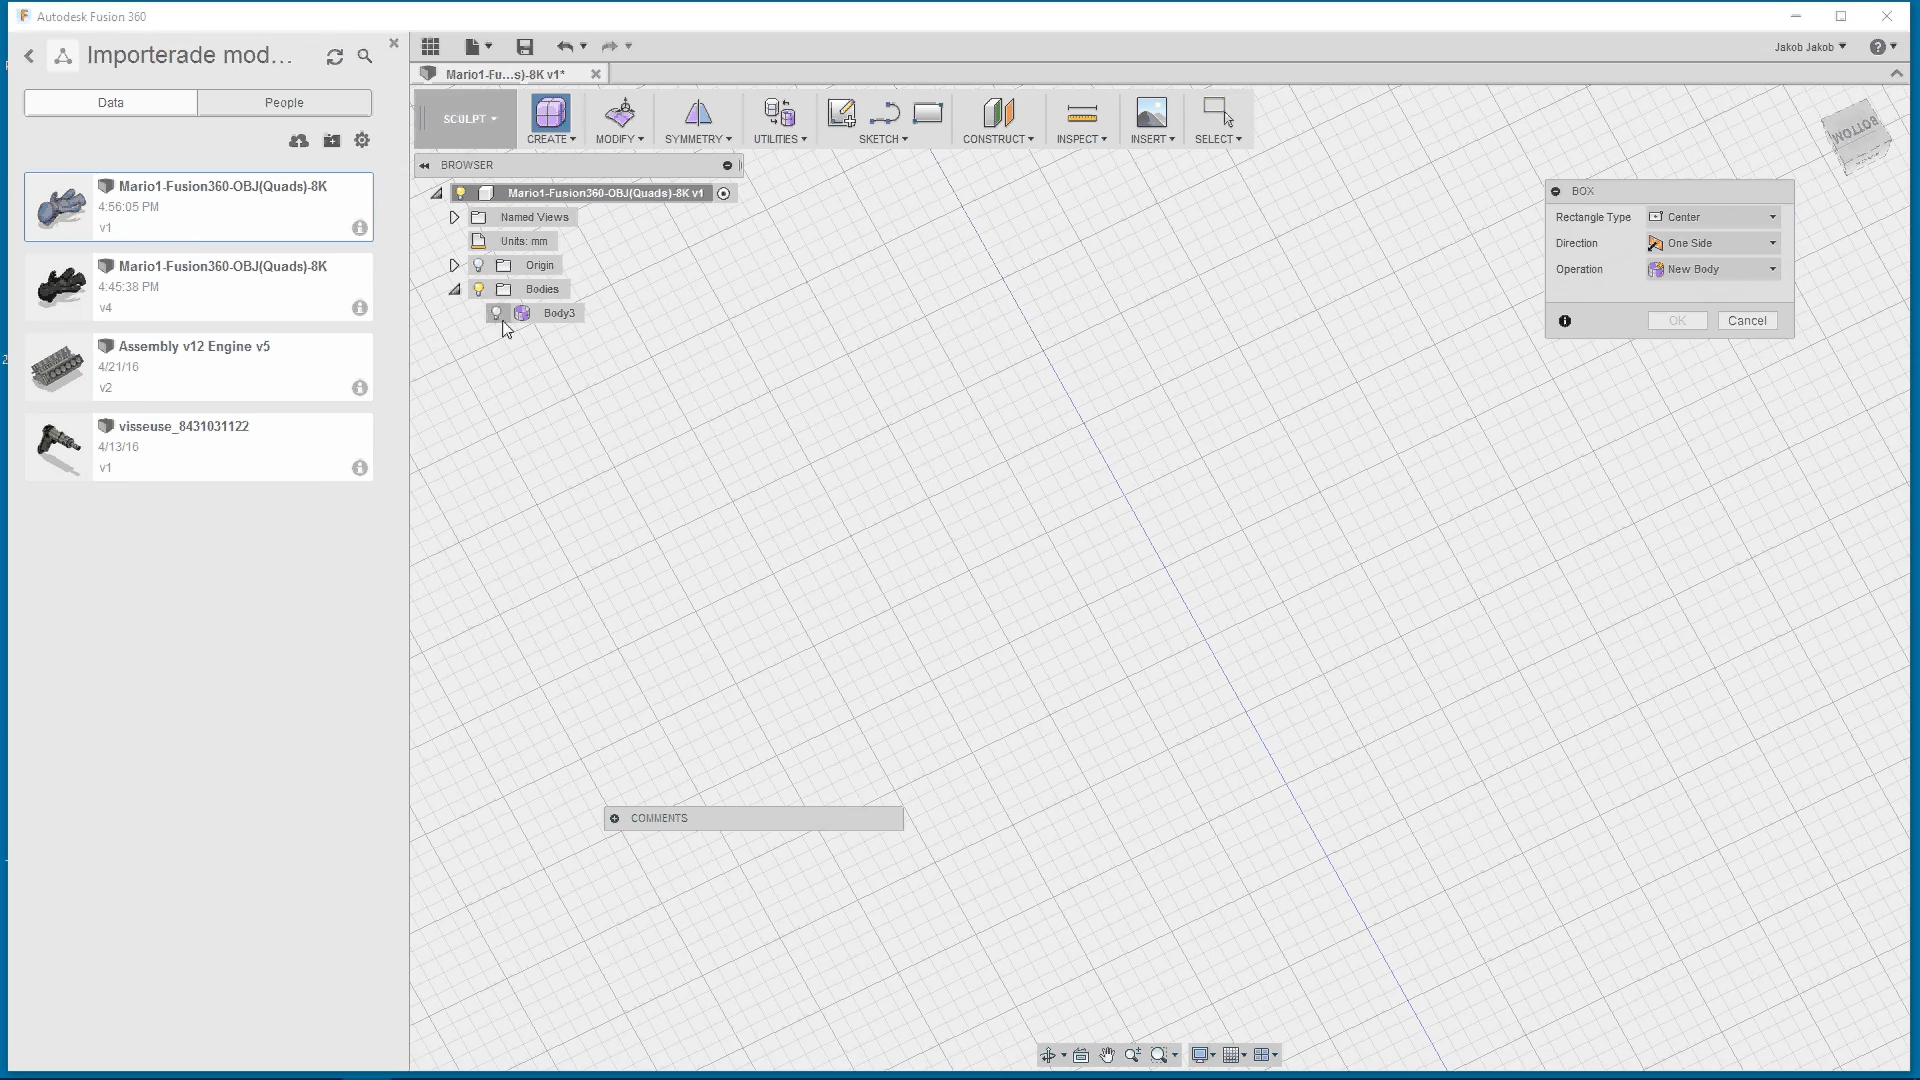 Autodesk Fusion 360
Importerade mod...
Data
People
Mario1-Fusion360-OBJ(Quads)-8K
4:56:05 PM
v1
Mario1-Fusion360-OBJ(Quads)-8K
4:45:38 PM
v4
Assembly v12 Engine v5
4/21/16
v2
visseuse_8431031122
4/13/16
v1
Jakob Jakob
Mario1-Fu...s)-8K v1*
SCULPT
CREATE
MODIFY
SYMMETRY
UTILITIES
SKETCH
CONSTRUCT
INSPECT
INSERT
SELECT
BROWSER
Mario1-Fusion360-OBJ(Quads)-8K v1
Named Views
Units: mm
Origin
Bodies
Body3
BOTTOM
BOX
Rectangle Type
Center
Direction
One Side
Operation
New Body
OK
Cancel
COMMENTS